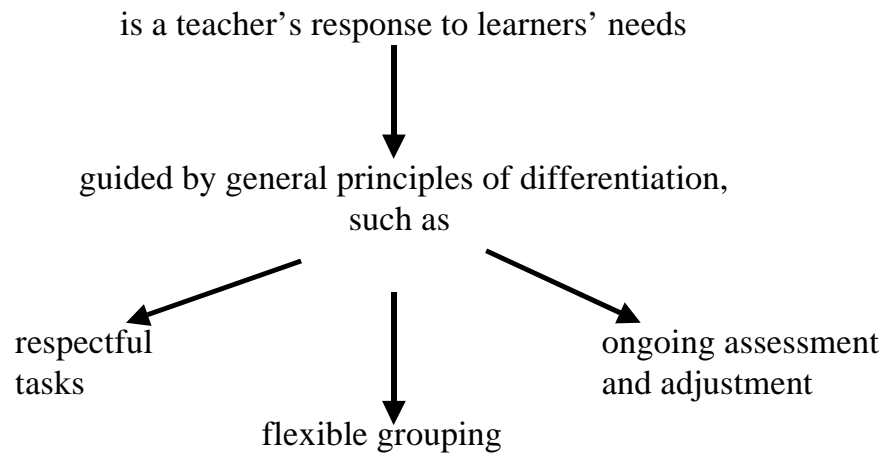 is a teacher’s response to learners’ needs
guided by general principles of differentiation,
such as
respectful
tasks
ongoing assessment
and adjustment
flexible grouping